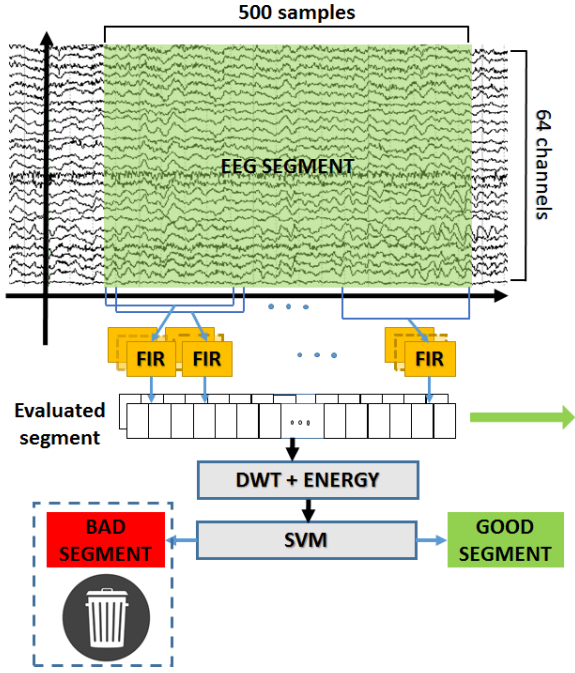 500 samples
64 channels
EEG SEGMENT
FIR
FIR
FIR
Evaluated
segment
DWT + ENERGY
SVM
BAD
SEGMENT
GOOD
SEGMENT